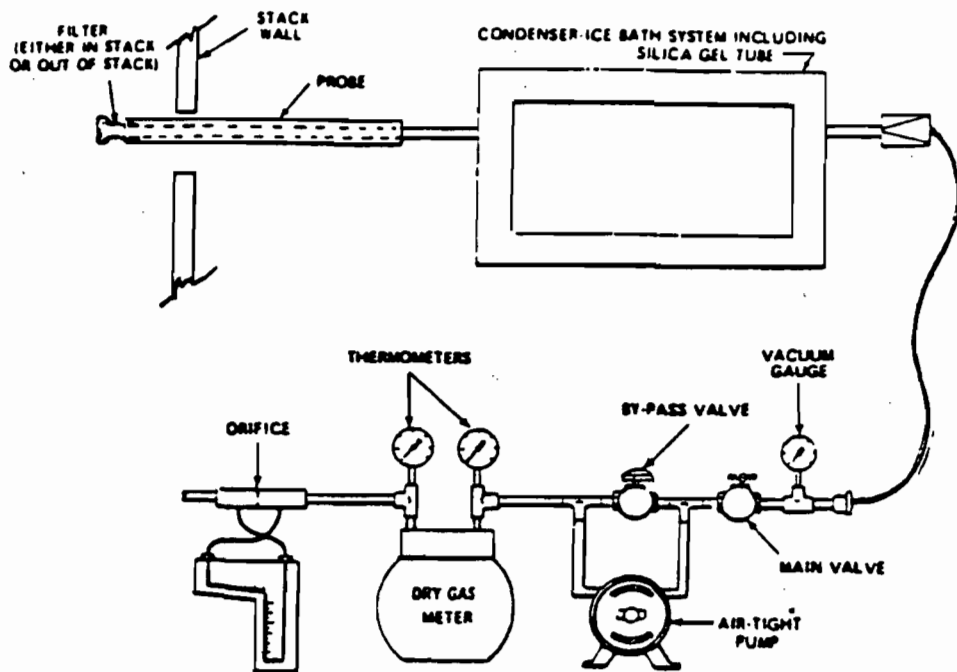 FILTER
(EITHER IN STACK
OR OUT OF STACK)
STACK
WALL
PROBE
CONDENSER-ICE BATH SYSTEM INCLUDING
SILICA GEL TUBE
THERMOMETERS
ORIFICE
VACUUM
GAUGE
BY-PASS VALVE
DRY GAS
METER
MAIN VALVE
AIR-TIGHT
PUMP